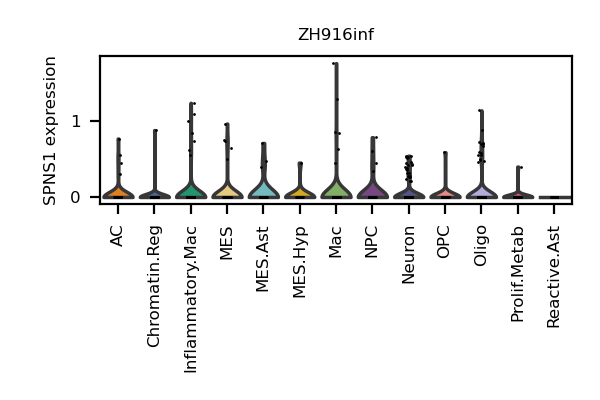 ZH916inf
SPNS1 expression
1
0
AC
Chromatin.Reg
Inflammatory.Mac
MES
MES.Ast
MES.Hyp
Mac
NPC
Neuron
OPC
Oligo
Prolif.Metab
Reactive.Ast